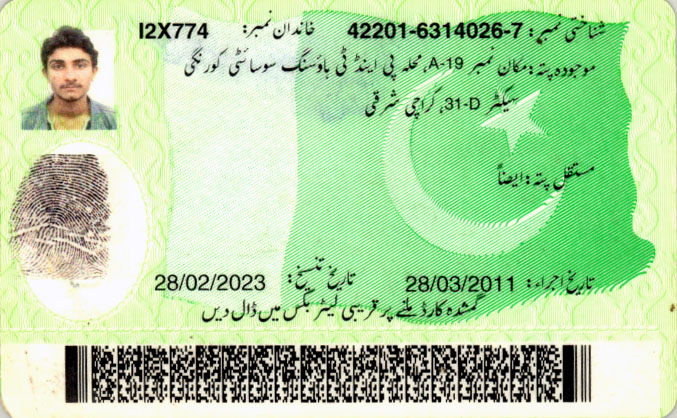 شناختی نمبر: 42201-6314026-7 خاندان نمبر: I2X774
موجودہ پتہ: مکان نمبر A-19، محلہ پی اینڈ ٹی ہاؤسنگ سوسائٹی کورنگی
سیکٹر 31-D، کراچی شرقی
مستقل پتہ: ایضاً
تاریخ اجراء: 28/03/2011 تاریخ تنسیخ: 28/02/2023
گمشدہ کارڈ ملنے پر قریبی لیٹر بکس میں ڈال دیں